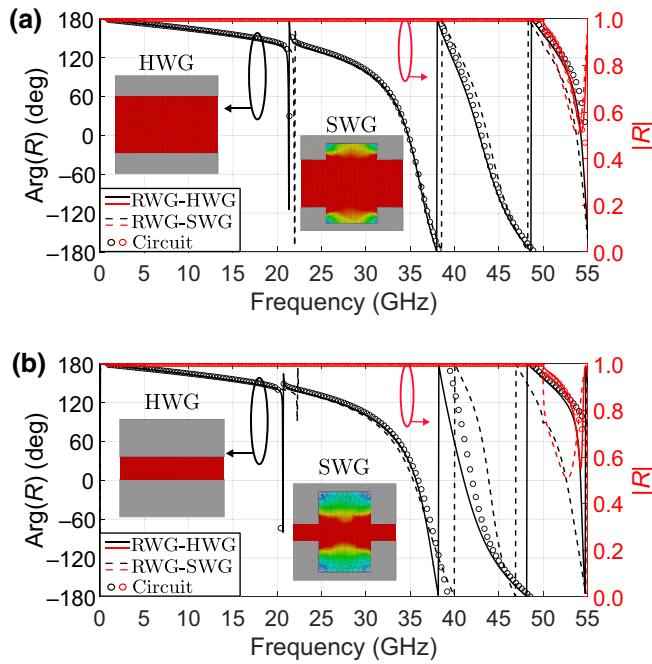 (a)
180
120
60
0
−60
−120
−180
Arg(R) (deg)
HWG
SWG
RWG-HWG
RWG-SWG
Circuit
1.0
0.8
0.6
0.4
0.2
0.0
|R|
0 5 10 15 20 25 30 35 40 45 50 55
Frequency (GHz)
(b)
180
120
60
0
−60
−120
−180
Arg(R) (deg)
HWG
SWG
RWG-HWG
RWG-SWG
Circuit
1.0
0.8
0.6
0.4
0.2
0.0
|R|
0 5 10 15 20 25 30 35 40 45 50 55
Frequency (GHz)